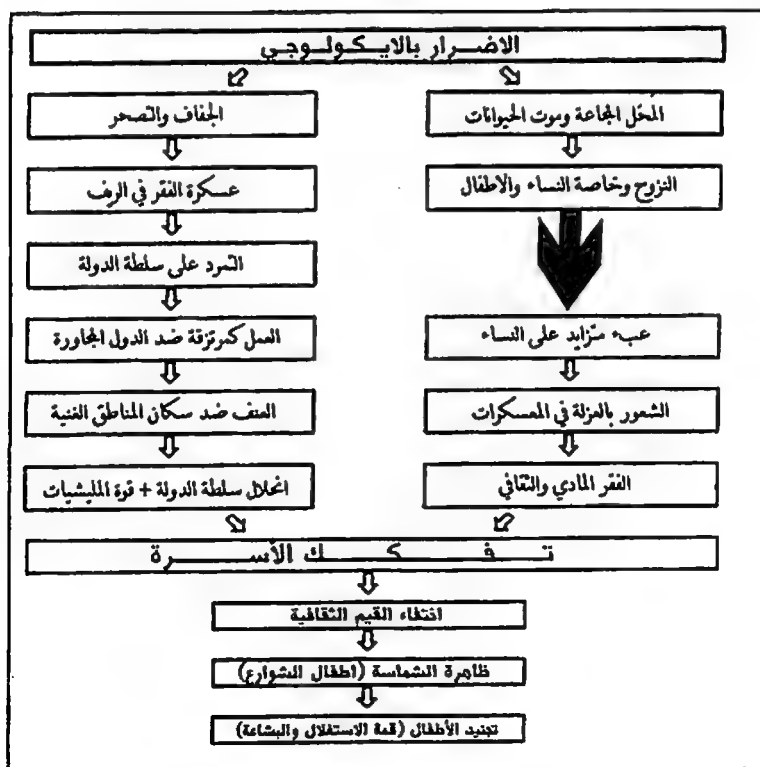 الاضرار بالايكولوجي
المَحْل المجاعة وموت الحيوانات
الجفاف والتصحر
النزوح وخاصة النساء والاطفال
عسكرة الفقر في الريف
التمرد على سلطة الدولة
عبء متزايد على النساء
العمل كمرتزقة ضد الدول المجاورة
الشعور بالعزلة في المعسكرات
العنف ضد سكان المناطق الغنية
الفقر المادي والثقافي
انحلال سلطة الدولة + قوة المليشيات
تفكك الأسرة
انتفاء القيم الثقافية
ظاهرة الشماسة (اطفال الشوارع)
تجنيد الأطفال (قمة الاستغلال والبشاعة)